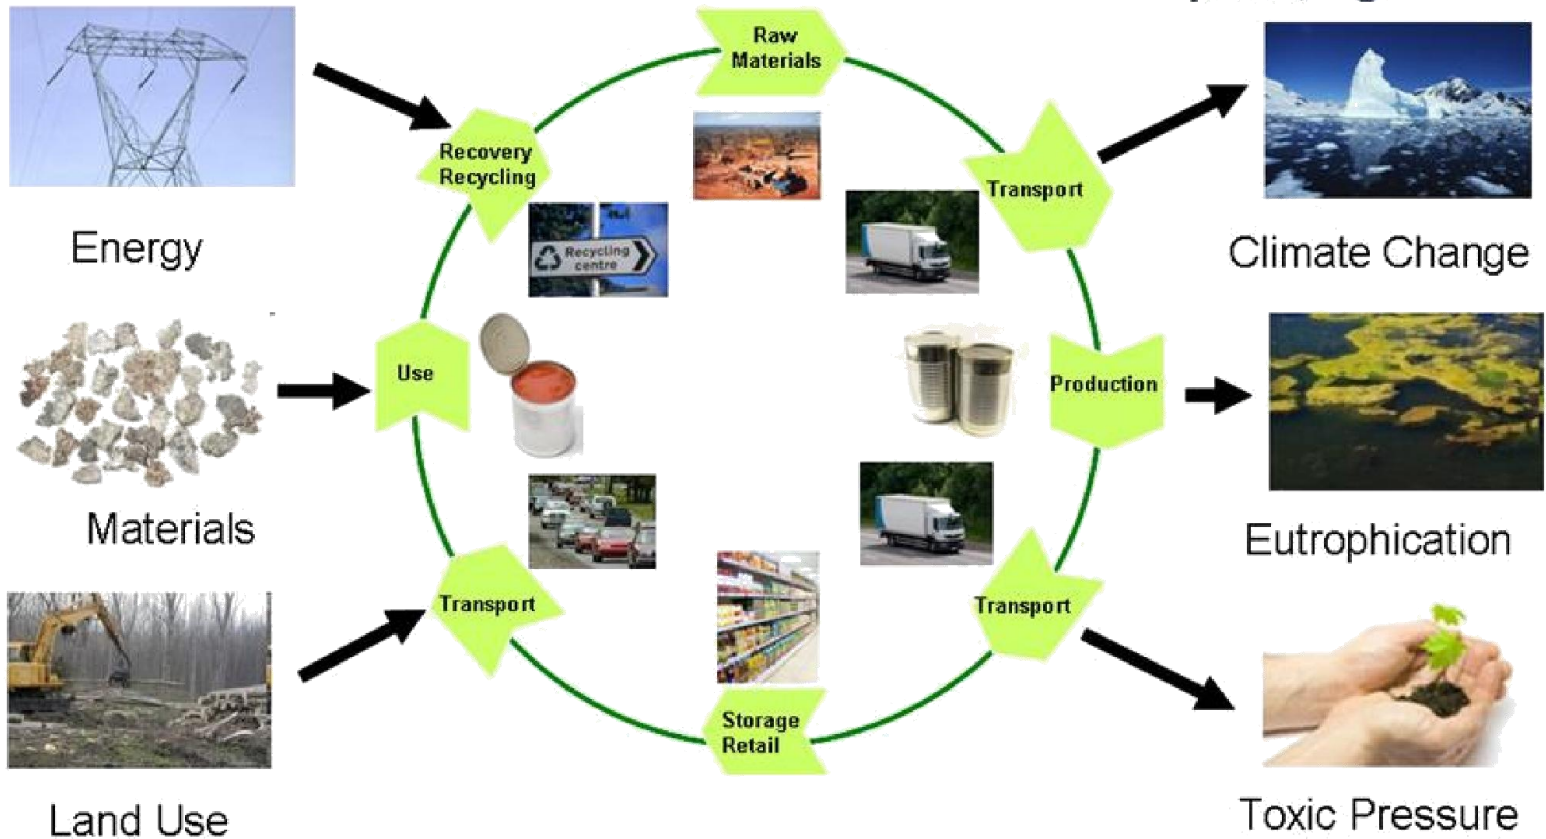 Raw
Materials
Recovery
Recycling
Transport
Recycling
centre
Energy
Climate Change
Use
Production
Materials
Eutrophication
Transport
Transport
Storage
Retail
Land Use
Toxic Pressure